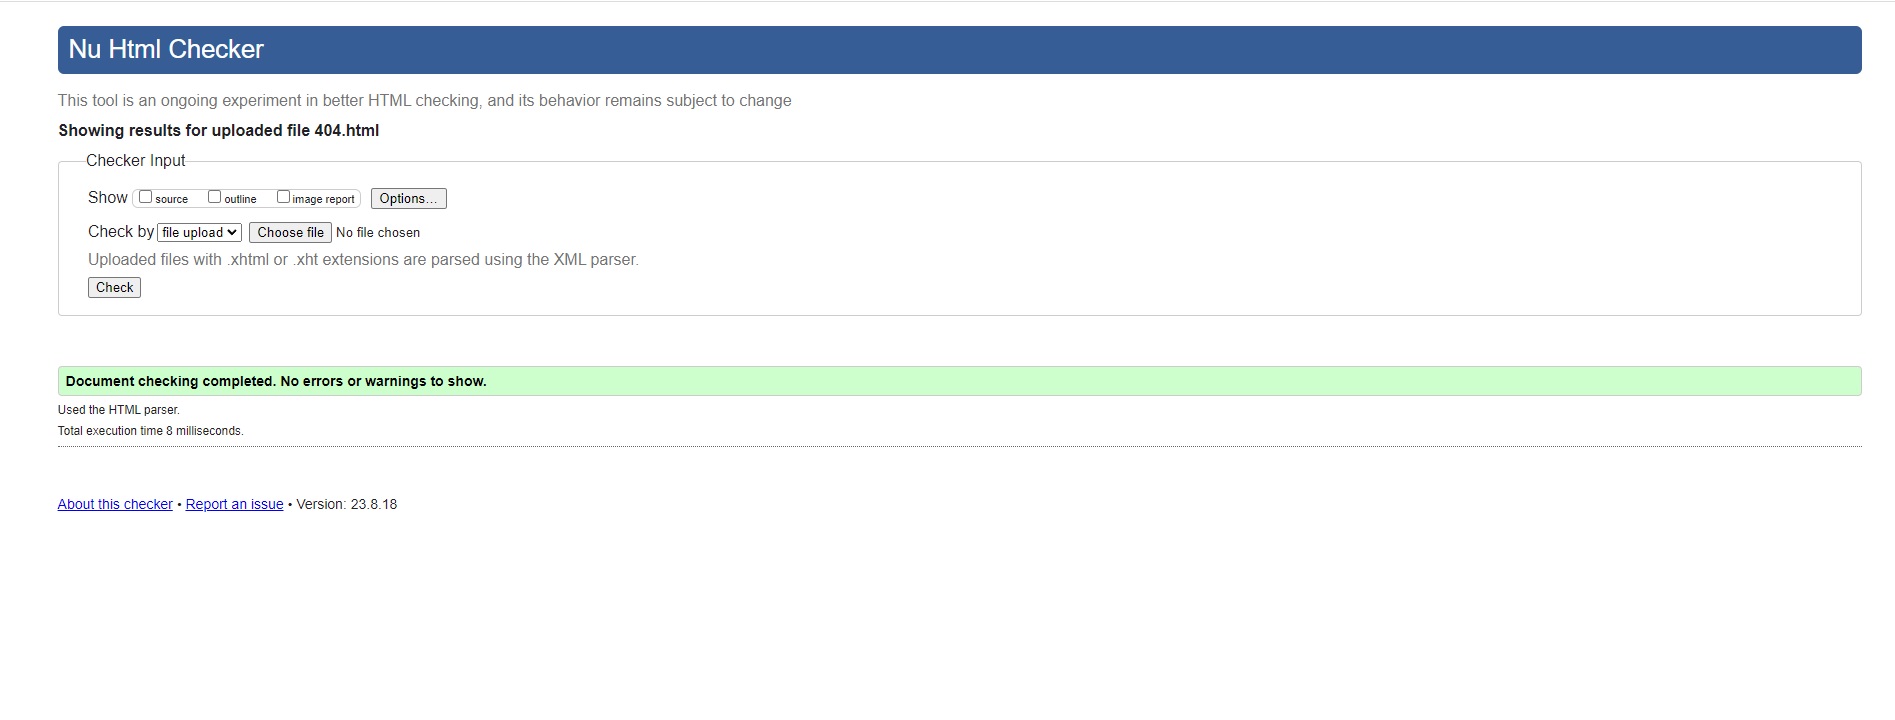 Nu Html Checker
This tool is an ongoing experiment in better HTML checking, and its behavior remains subject to change
Showing results for uploaded file 404.html
Checker Input
Show source outline image report Options...
Check by file upload Choose file No file chosen
Uploaded files with .xhtml or .xht extensions are parsed using the XML parser.
Check
Document checking completed. No errors or warnings to show.
Used the HTML parser.
Total execution time 8 milliseconds.
About this checker • Report an issue • Version: 23.8.18